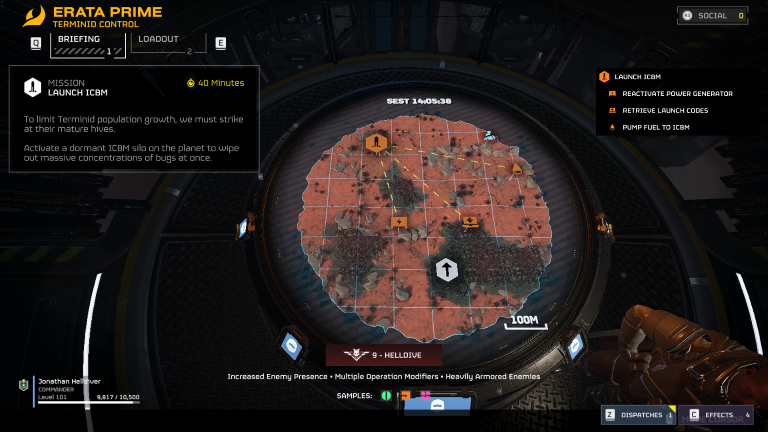 ERATA PRIME
TERMINID CONTROL
SOCIAL 0
Q
BRIEFING
1
LOADOUT
2
E
MISSION
LAUNCH ICBM
40 Minutes
To limit Terminid population growth, we must strike
at their mature hives.
Activate a dormant ICBM silo on the planet to wipe
out massive concentrations of bugs at once.
LAUNCH ICBM
REACTIVATE POWER GENERATOR
RETRIEVE LAUNCH CODES
PUMP FUEL TO ICBM
SEST 14:05:38
100M
9 - HELLDIVE
Increased Enemy Presence • Multiple Operation Modifiers • Heavily Armored Enemies
SAMPLES:
Jonathan Helldiver
COMMANDER
Level 101
9,817 / 10,500
Z DISPATCHES 1
C EFFECTS 4
CURSOR